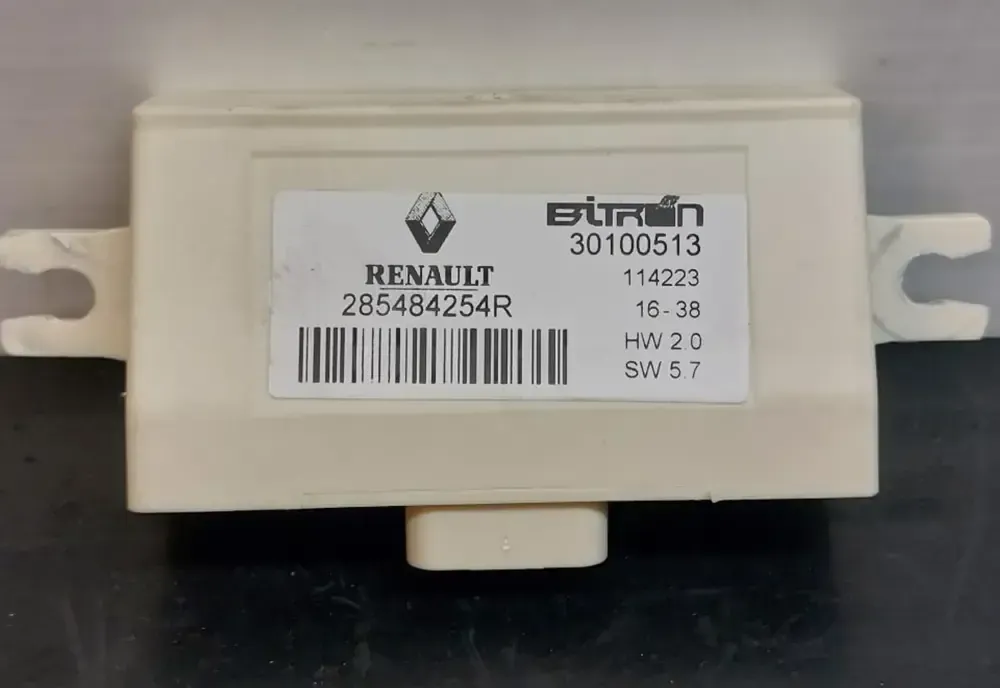 RENAULT
285484254R
BITRON
30100513
114223
16-38
HW 2.0
SW 5.7